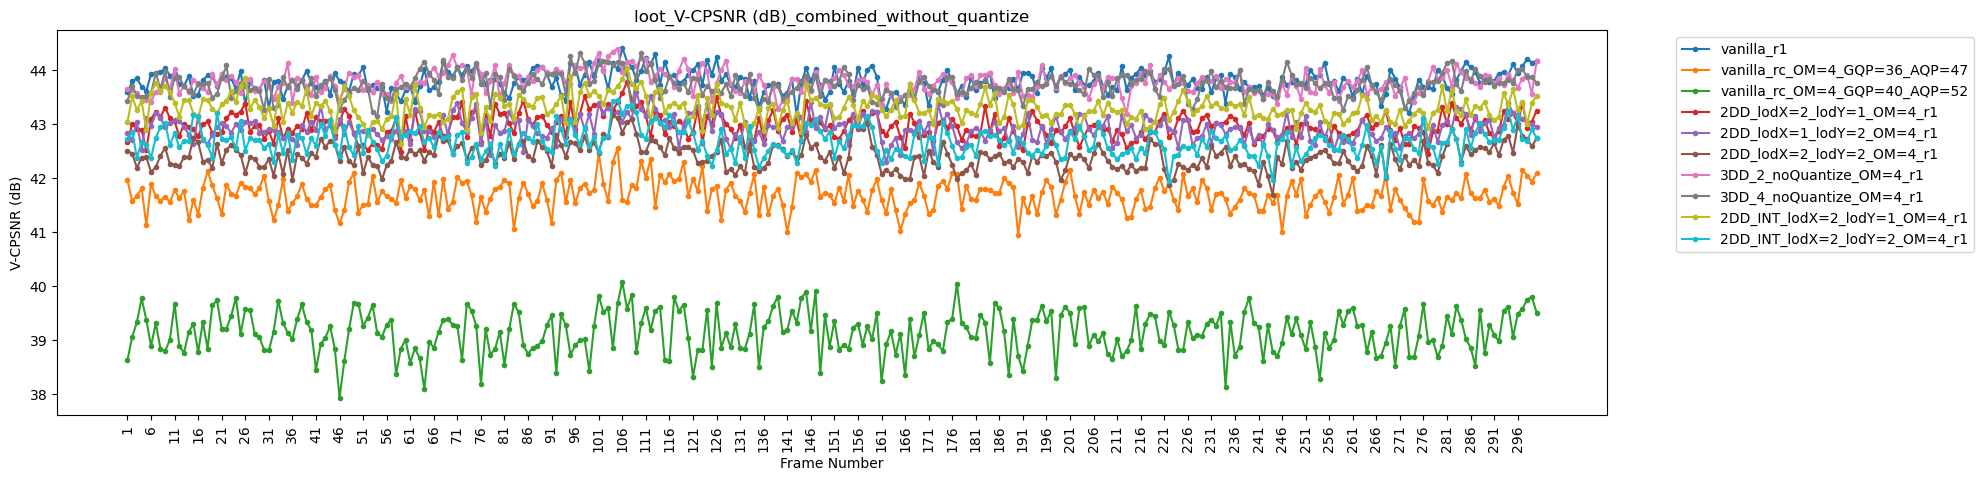 loot_V-CPSNR (dB)_combined_without_quantize
V-CPSNR (dB)
44
43
42
41
40
39
38
1 6 11 16 21 26 31 36 41 46 51 56 61 66 71 76 81 86 91 96 101 106 111 116 121 126 131 136 141 146 151 156 161 166 171 176 181 186 191 196 201 206 211 216 221 226 231 236 241 246 251 256 261 266 271 276 281 286 291 296
Frame Number
vanilla_r1
vanilla_rc_OM=4_GQP=36_AQP=47
vanilla_rc_OM=4_GQP=40_AQP=52
2DD_lodX=2_lodY=1_OM=4_r1
2DD_lodX=1_lodY=2_OM=4_r1
2DD_lodX=2_lodY=2_OM=4_r1
3DD_2_noQuantize_OM=4_r1
3DD_4_noQuantize_OM=4_r1
2DD_INT_lodX=2_lodY=1_OM=4_r1
2DD_INT_lodX=2_lodY=2_OM=4_r1